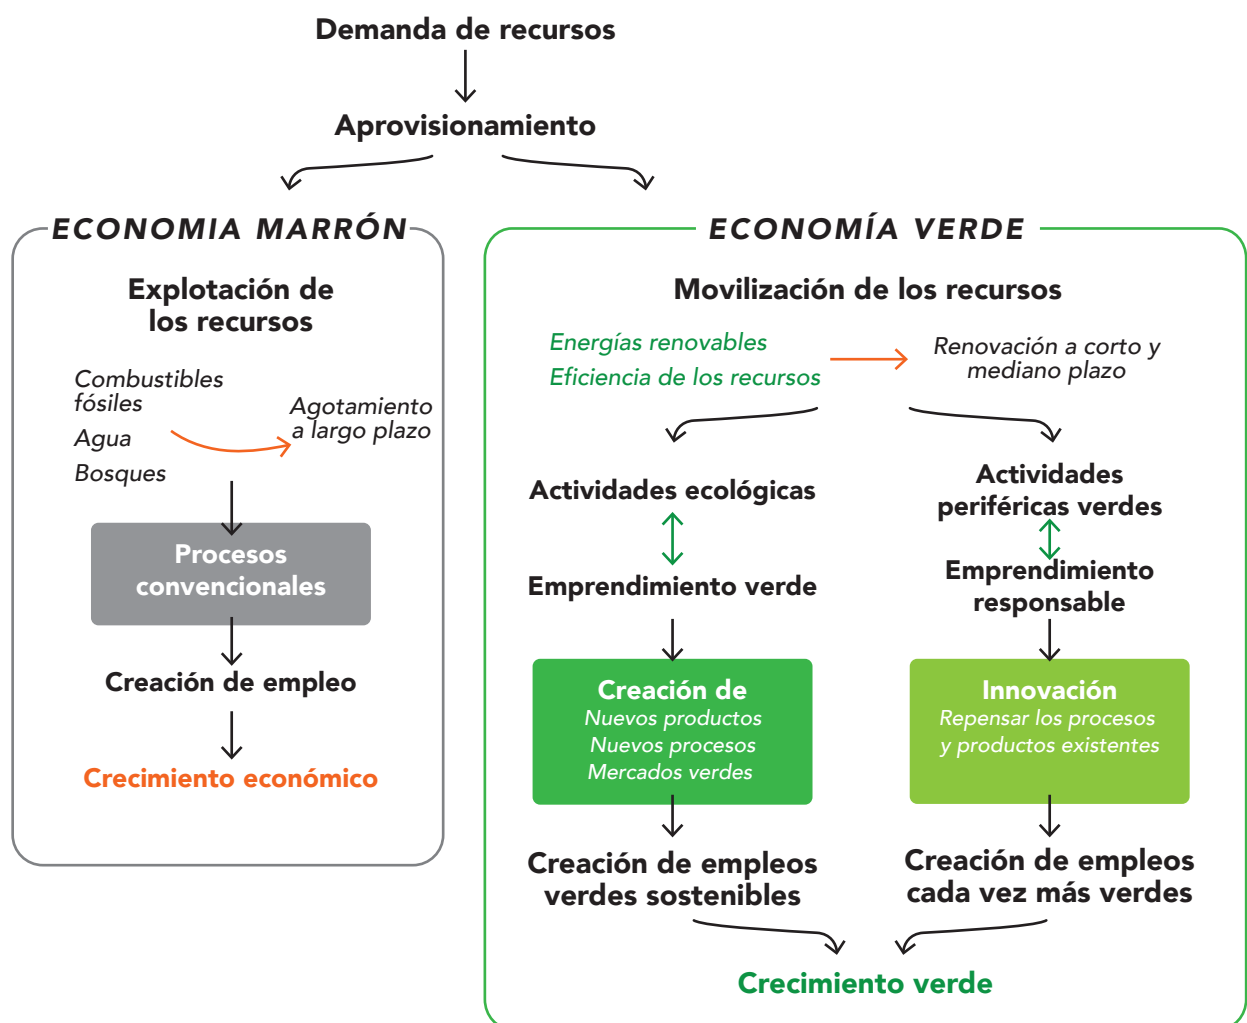 Demanda de recursos
Aprovisionamiento
ECONOMIA MARRÓN
Explotación de
los recursos
Combustibles
fósiles
Agua
Bosques
Agotamiento
a largo plazo
Procesos
convencionales
Creación de empleo
Crecimiento económico
ECONOMÍA VERDE
Movilización de los recursos
Energías renovables
Eficiencia de los recursos
Renovación a corto y
mediano plazo
Actividades ecológicas
Emprendimiento verde
Creación de
Nuevos productos
Nuevos procesos
Mercados verdes
Creación de empleos
verdes sostenibles
Actividades
periféricas verdes
Emprendimiento
responsable
Innovación
Repensar los procesos
y productos existentes
Creación de empleos
cada vez más verdes
Crecimiento verde